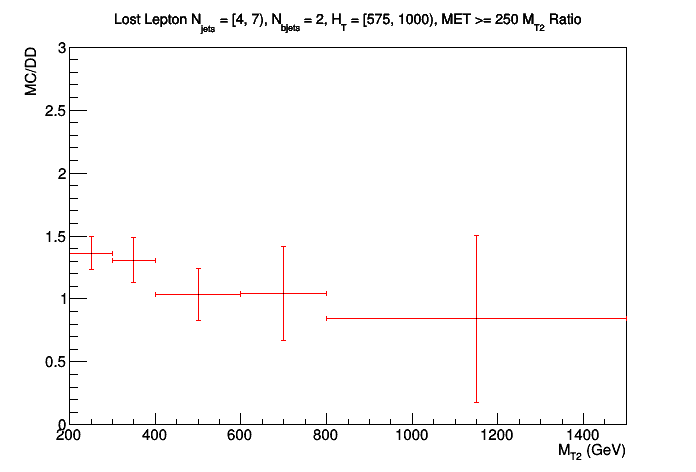 Lost Lepton N_jets = [4, 7), N_bjets = 2, H_T = [575, 1000), MET >= 250 M_T2 Ratio
MC/DD
3
2.5
2
1.5
1
0.5
0
200 400 600 800 1000 1200 1400
M_T2 (GeV)